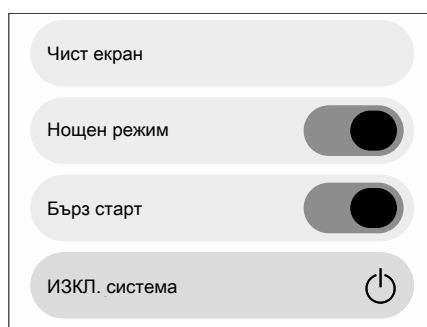 Чист екран
Нощен режим
Бърз старт
ИЗКЛ. система